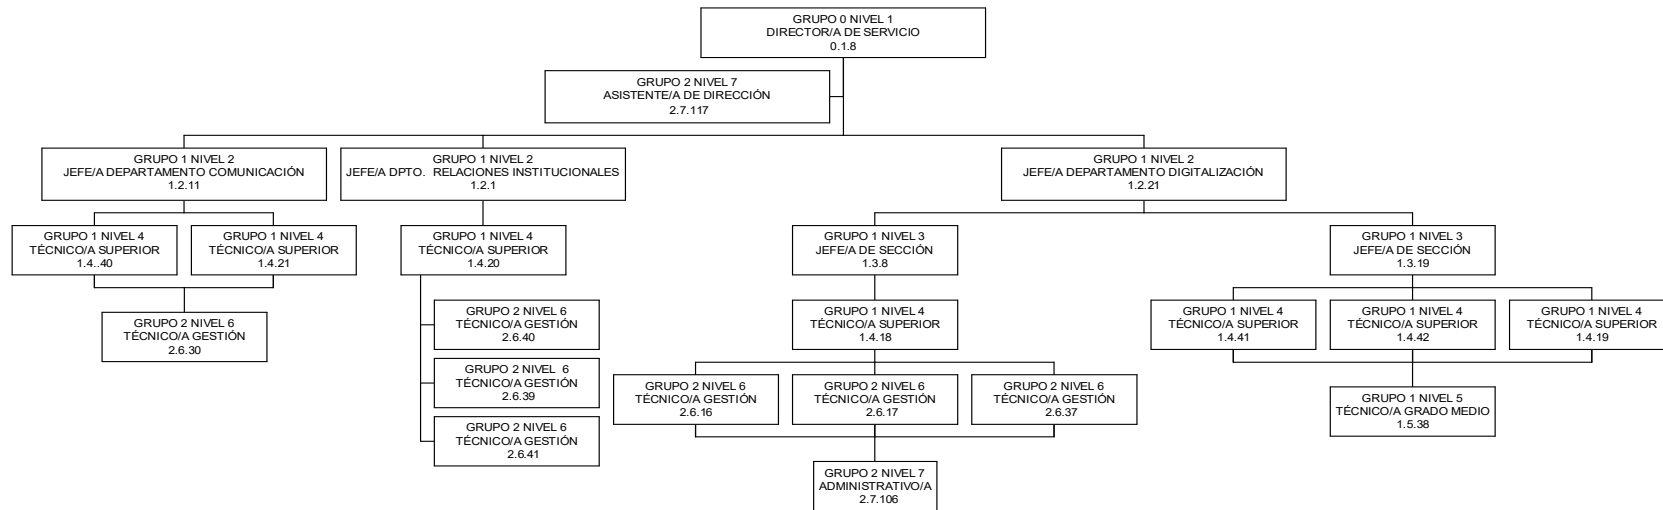 GRUPO 0 NIVEL 1
DIRECTOR/A DE SERVICIO
0.1.8
GRUPO 2 NIVEL 7
ASISTENTE/A DE DIRECCIÓN
2.7.117
GRUPO 1 NIVEL 2
JEFE/A DEPARTAMENTO COMUNICACIÓN
1.2.11
GRUPO 1 NIVEL 2
JEFE/A DPTO. RELACIONES INSTITUCIONALES
1.2.1
GRUPO 1 NIVEL 2
JEFE/A DEPARTAMENTO DIGITALIZACIÓN
1.2.21
GRUPO 1 NIVEL 4
TÉCNICO/A SUPERIOR
1.4..40
GRUPO 1 NIVEL 4
TÉCNICO/A SUPERIOR
1.4.21
GRUPO 1 NIVEL 4
TÉCNICO/A SUPERIOR
1.4.20
GRUPO 1 NIVEL 3
JEFE/A DE SECCIÓN
1.3.8
GRUPO 1 NIVEL 3
JEFE/A DE SECCIÓN
1.3.19
GRUPO 2 NIVEL 6
TÉCNICO/A GESTIÓN
2.6.30
GRUPO 2 NIVEL 6
TÉCNICO/A GESTIÓN
2.6.40
GRUPO 2 NIVEL 6
TÉCNICO/A GESTIÓN
2.6.39
GRUPO 2 NIVEL 6
TÉCNICO/A GESTIÓN
2.6.41
GRUPO 1 NIVEL 4
TÉCNICO/A SUPERIOR
1.4.18
GRUPO 1 NIVEL 4
TÉCNICO/A SUPERIOR
1.4.41
GRUPO 1 NIVEL 4
TÉCNICO/A SUPERIOR
1.4.42
GRUPO 1 NIVEL 4
TÉCNICO/A SUPERIOR
1.4.19
GRUPO 2 NIVEL 6
TÉCNICO/A GESTIÓN
2.6.16
GRUPO 2 NIVEL 6
TÉCNICO/A GESTIÓN
2.6.17
GRUPO 2 NIVEL 6
TÉCNICO/A GESTIÓN
2.6.37
GRUPO 1 NIVEL 5
TÉCNICO/A GRADO MEDIO
1.5.38
GRUPO 2 NIVEL 7
ADMINISTRATIVO/A
2.7.106